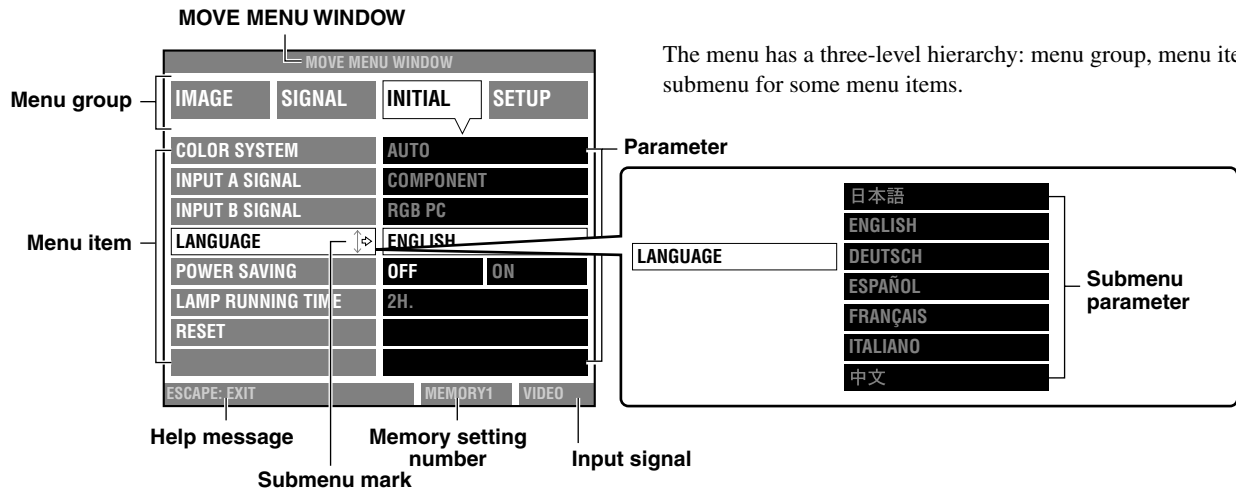 MOVE MENU WINDOW
The menu has a three-level hierarchy: menu group, menu
submenu for some menu items.
MOVE MENU WINDOW
Menu group
IMAGE SIGNAL INITIAL SETUP
COLOR SYSTEM AUTO
Parameter
INPUT A SIGNAL COMPONENT
INPUT B SIGNAL RGB PC
Menu item
LANGUAGE ENGLISH
POWER SAVING OFF ON
LAMP RUNNING TIME 2H.
RESET
ESCAPE: EXIT MEMORY1 VIDEO
LANGUAGE
日本語
ENGLISH
DEUTSCH
ESPAÑOL
FRANÇAIS
ITALIANO
中文
Submenu
parameter
Help message
Memory setting
number
Input signal
Submenu mark